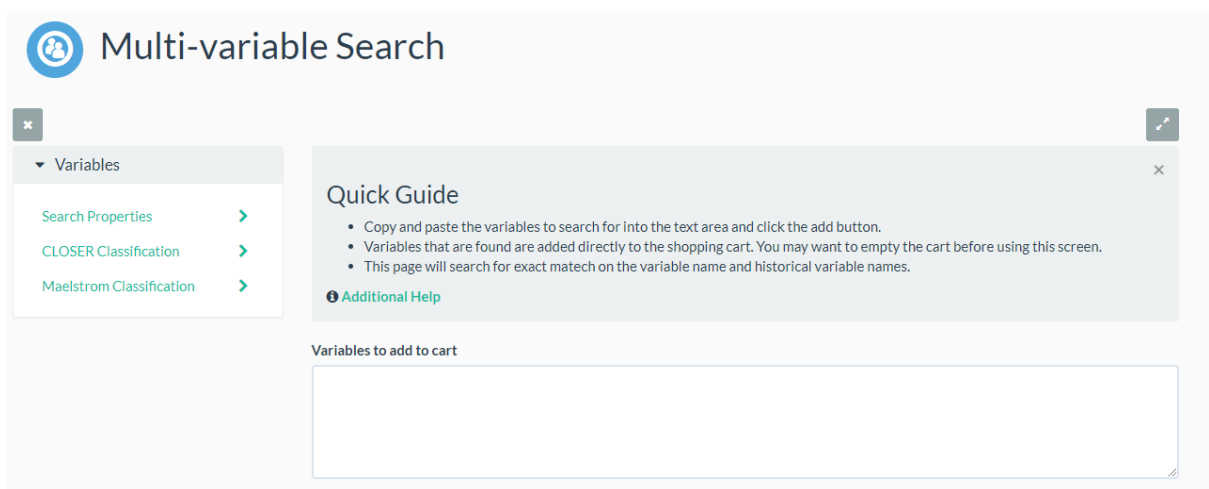 Multi-variable Search
Variables
Search Properties
CLOSER Classification
Maelstrom Classification
Quick Guide
Copy and paste the variables to search for into the text area and click the add button.
Variables that are found are added directly to the shopping cart. You may want to empty the cart before using this screen.
This page will search for exact matech on the variable name and historical variable names.
Additional Help
Variables to add to cart